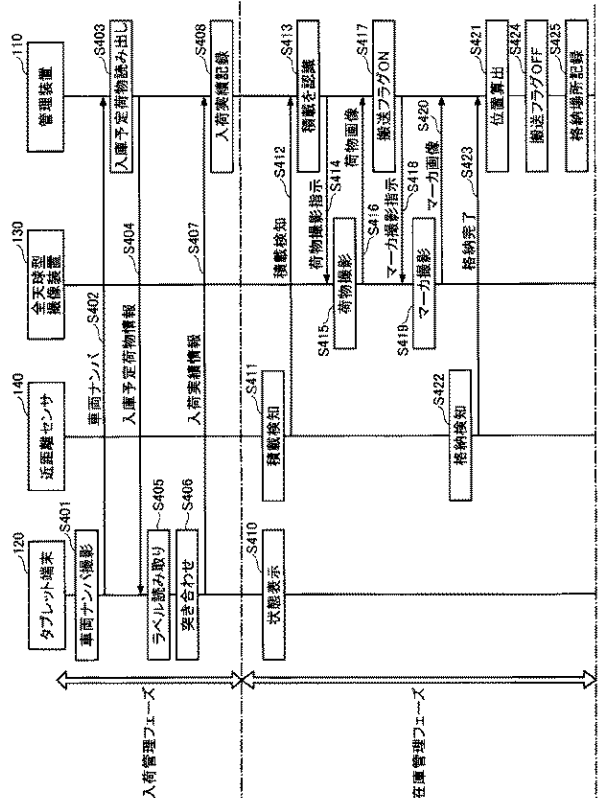 120
タブレット端末
140
近距離センサ
130
全天球型
撮像装置
110
管理装置
入荷管理フェーズ
S401
車両ナンバ撮影
車両ナンバ
S402
S403
入庫予定荷物読み出し
入庫予定荷物情報
S404
ラベル読み取り
S405
突き合わせ
S406
入荷実績情報
S407
S408
入荷実績記録
在庫管理フェーズ
S410
状態表示
S411
積載検知
積載検知
S412
S413
積載を認識
荷物撮影指示
S414
S415
荷物撮影
荷物画像
S416
S417
搬送フラグON
マーカ撮影指示
S418
S419
マーカ撮影
マーカ画像
S420
S421
位置算出
S422
格納検知
格納完了
S423
S424
搬送フラグOFF
S425
格納場所記録